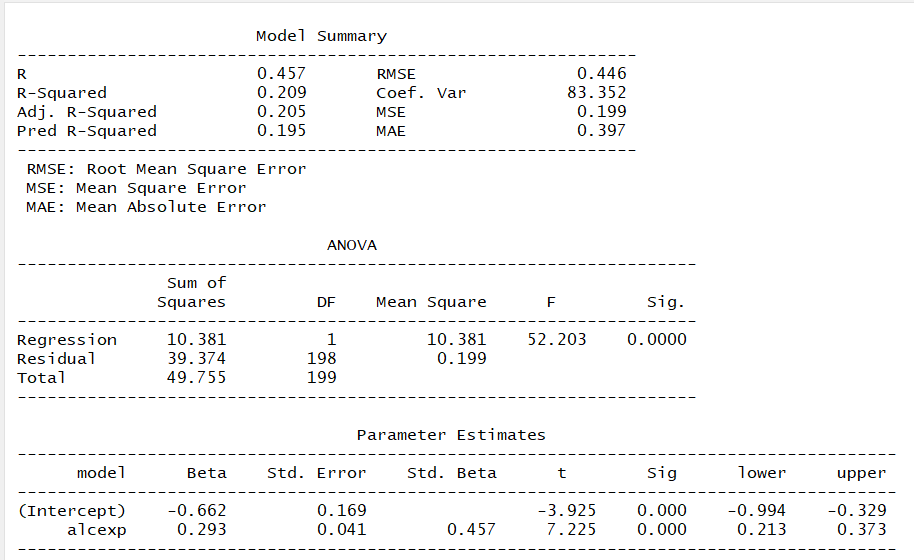 Model Summary
---------------------------------------------------------------
R                       0.457       RMSE                0.446
R-Squared               0.209       Coef. Var          83.352
Adj. R-Squared          0.205       MSE                 0.199
Pred R-Squared          0.195       MAE                 0.397
---------------------------------------------------------------
RMSE: Root Mean Square Error
MSE: Mean Square Error
MAE: Mean Absolute Error
ANOVA
---------------------------------------------------------------------
Sum of
Squares         DF    Mean Square      F         Sig.
---------------------------------------------------------------------
Regression     10.381          1         10.381    52.203    0.0000
Residual       39.374        198          0.199
Total          49.755        199
---------------------------------------------------------------------
Parameter Estimates
-----------------------------------------------------------------------------------------
model      Beta    Std. Error    Std. Beta      t        Sig      lower     upper
-----------------------------------------------------------------------------------------
(Intercept)    -0.662         0.169                 -3.925    0.000    -0.994    -0.329
alcexp     0.293         0.041        0.457     7.225    0.000     0.213     0.373
-----------------------------------------------------------------------------------------